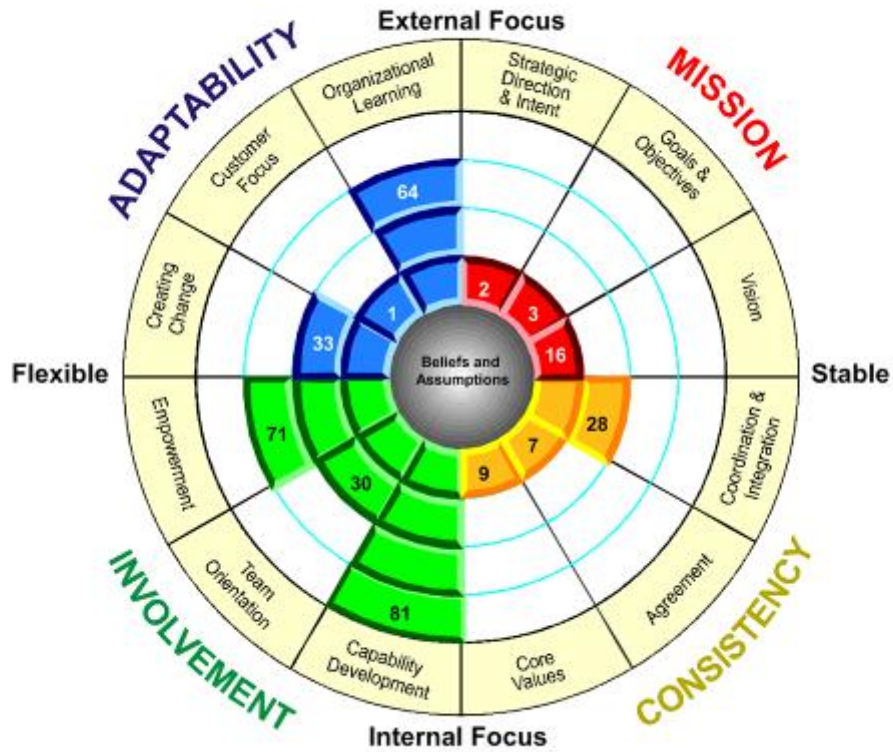 External Focus
ADAPTABILITY
MISSION
Organizational
Learning
Strategic
Direction
& Intent
Customer
Focus
Goals &
Objectives
Creating
Change
Vision
64
2
1
3
33
16
Beliefs and
Assumptions
Flexible
Stable
Empowerment
71
28
Coordination &
Integration
7
9
30
Team
Orientation
Agreement
81
Capability
Development
Core
Values
INVOLVEMENT
CONSISTENCY
Internal Focus